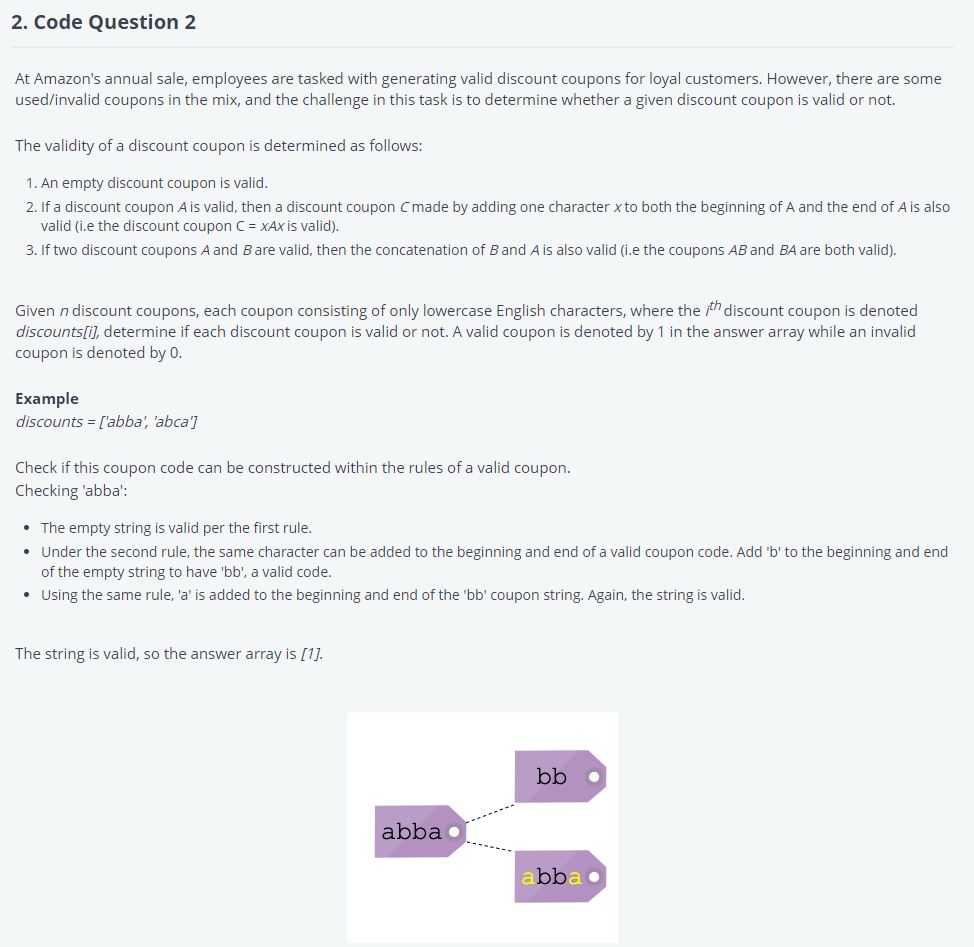 2. Code Question 2
At Amazon's annual sale, employees are tasked with generating valid discount coupons for loyal customers. However, there are some
used/invalid coupons in the mix, and the challenge in this task is to determine whether a given discount coupon is valid or not.
The validity of a discount coupon is determined as follows:
1. An empty discount coupon is valid.
2. If a discount coupon A is valid, then a discount coupon C made by adding one character x to both the beginning of A and the end of A is also
valid (i.e the discount coupon C = xAx is valid).
3. If two discount coupons A and B are valid, then the concatenation of B and A is also valid (i.e the coupons AB and BA are both valid).
Given n discount coupons, each coupon consisting of only lowercase English characters, where the ith discount coupon is denoted
discounts[i], determine if each discount coupon is valid or not. A valid coupon is denoted by 1 in the answer array while an invalid
coupon is denoted by 0.
Example
discounts = ['abba', 'abca']
Check if this coupon code can be constructed within the rules of a valid coupon.
Checking 'abba':
• The empty string is valid per the first rule.
• Under the second rule, the same character can be added to the beginning and end of a valid coupon code. Add 'b' to the beginning and end
of the empty string to have 'bb', a valid code.
• Using the same rule, 'a' is added to the beginning and end of the 'bb' coupon string. Again, the string is valid.
The string is valid, so the answer array is [1].
bb
abba
abba